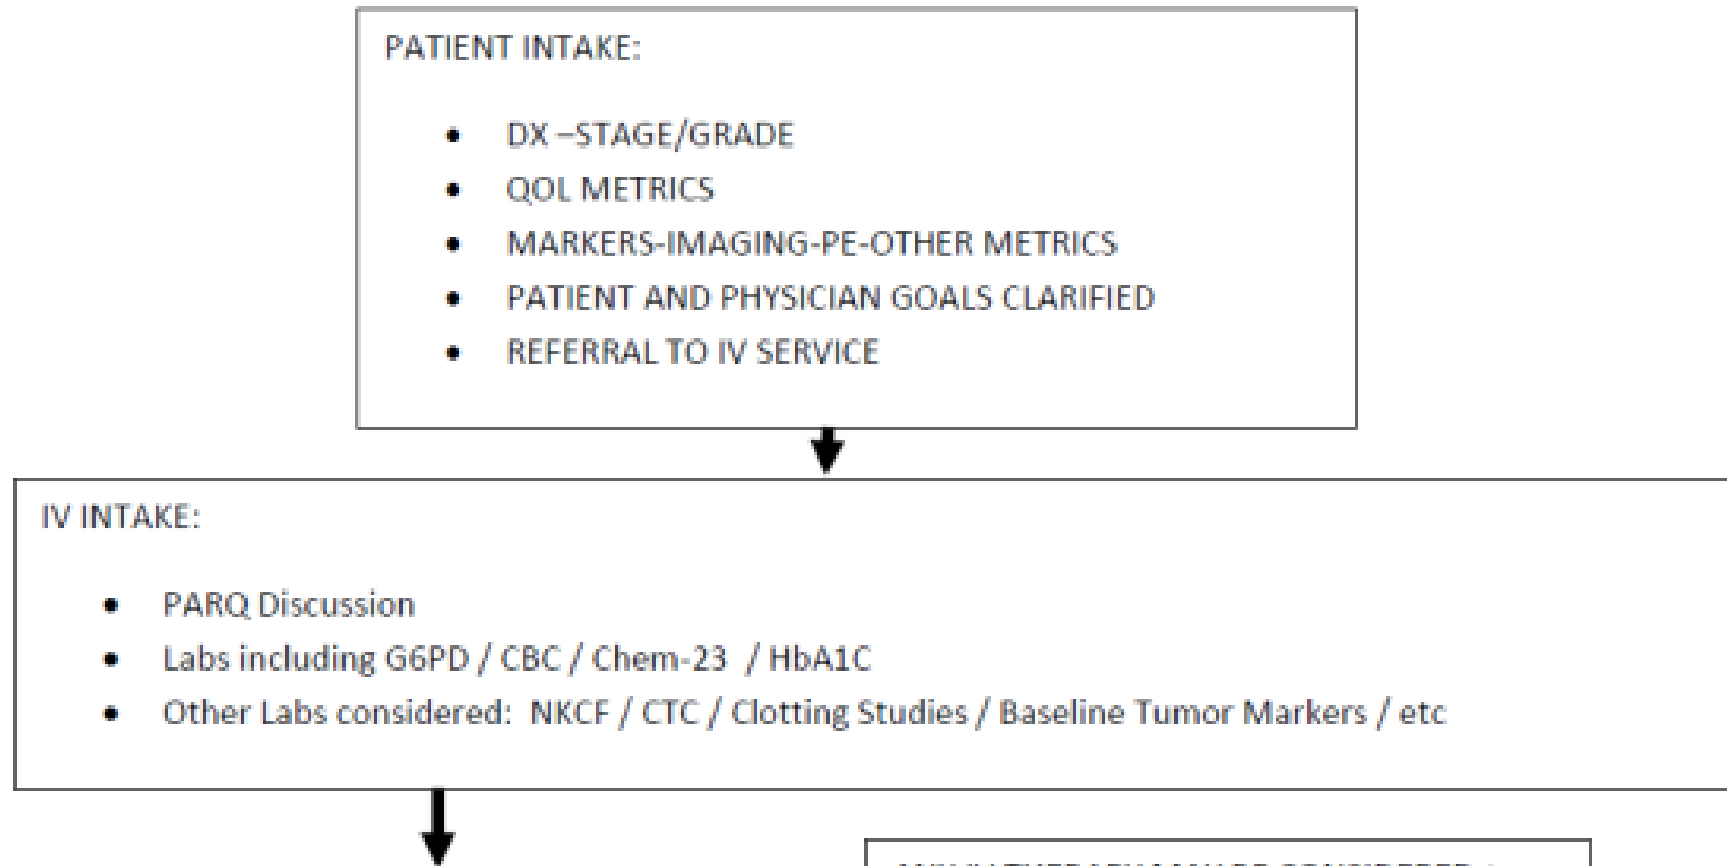 PATIENT INTAKE:
• DX –STAGE/GRADE
• QOL METRICS
• MARKERS-IMAGING-PE-OTHER METRICS
• PATIENT AND PHYSICIAN GOALS CLARIFIED
• REFERRAL TO IV SERVICE
IV INTAKE:
• PARQ Discussion
• Labs including G6PD / CBC / Chem-23 / HbA1C
• Other Labs considered: NKCF / CTC / Clotting Studies / Baseline Tumor Markers / etc